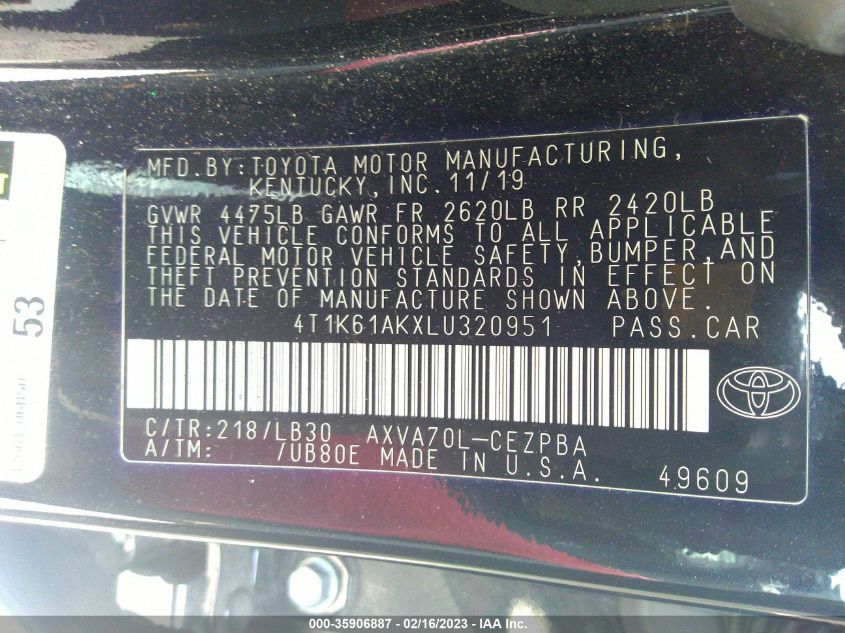 MFD.BY:TOYOTA MOTOR MANUFACTURING,
KENTUCKY,INC.11/19
GVWR 4475LB GAWR FR 2620LB RR 2420LB
THIS VEHICLE CONFORMS TO ALL APPLICABLE
FEDERAL MOTOR VEHICLE SAFETY,BUMPER,AND
THEFT PREVENTION STANDARDS IN EFFECT ON
THE DATE OF MANUFACTURE SHOWN ABOVE.
4T1K61AKXLU320951 PASS.CAR
C/TR:218/LB30 AXVA70L-CEZPBA
A/TM: /UB80E MADE IN U.S.A.
49609
53
000-35906887 - 02/16/2023 - IAA Inc.